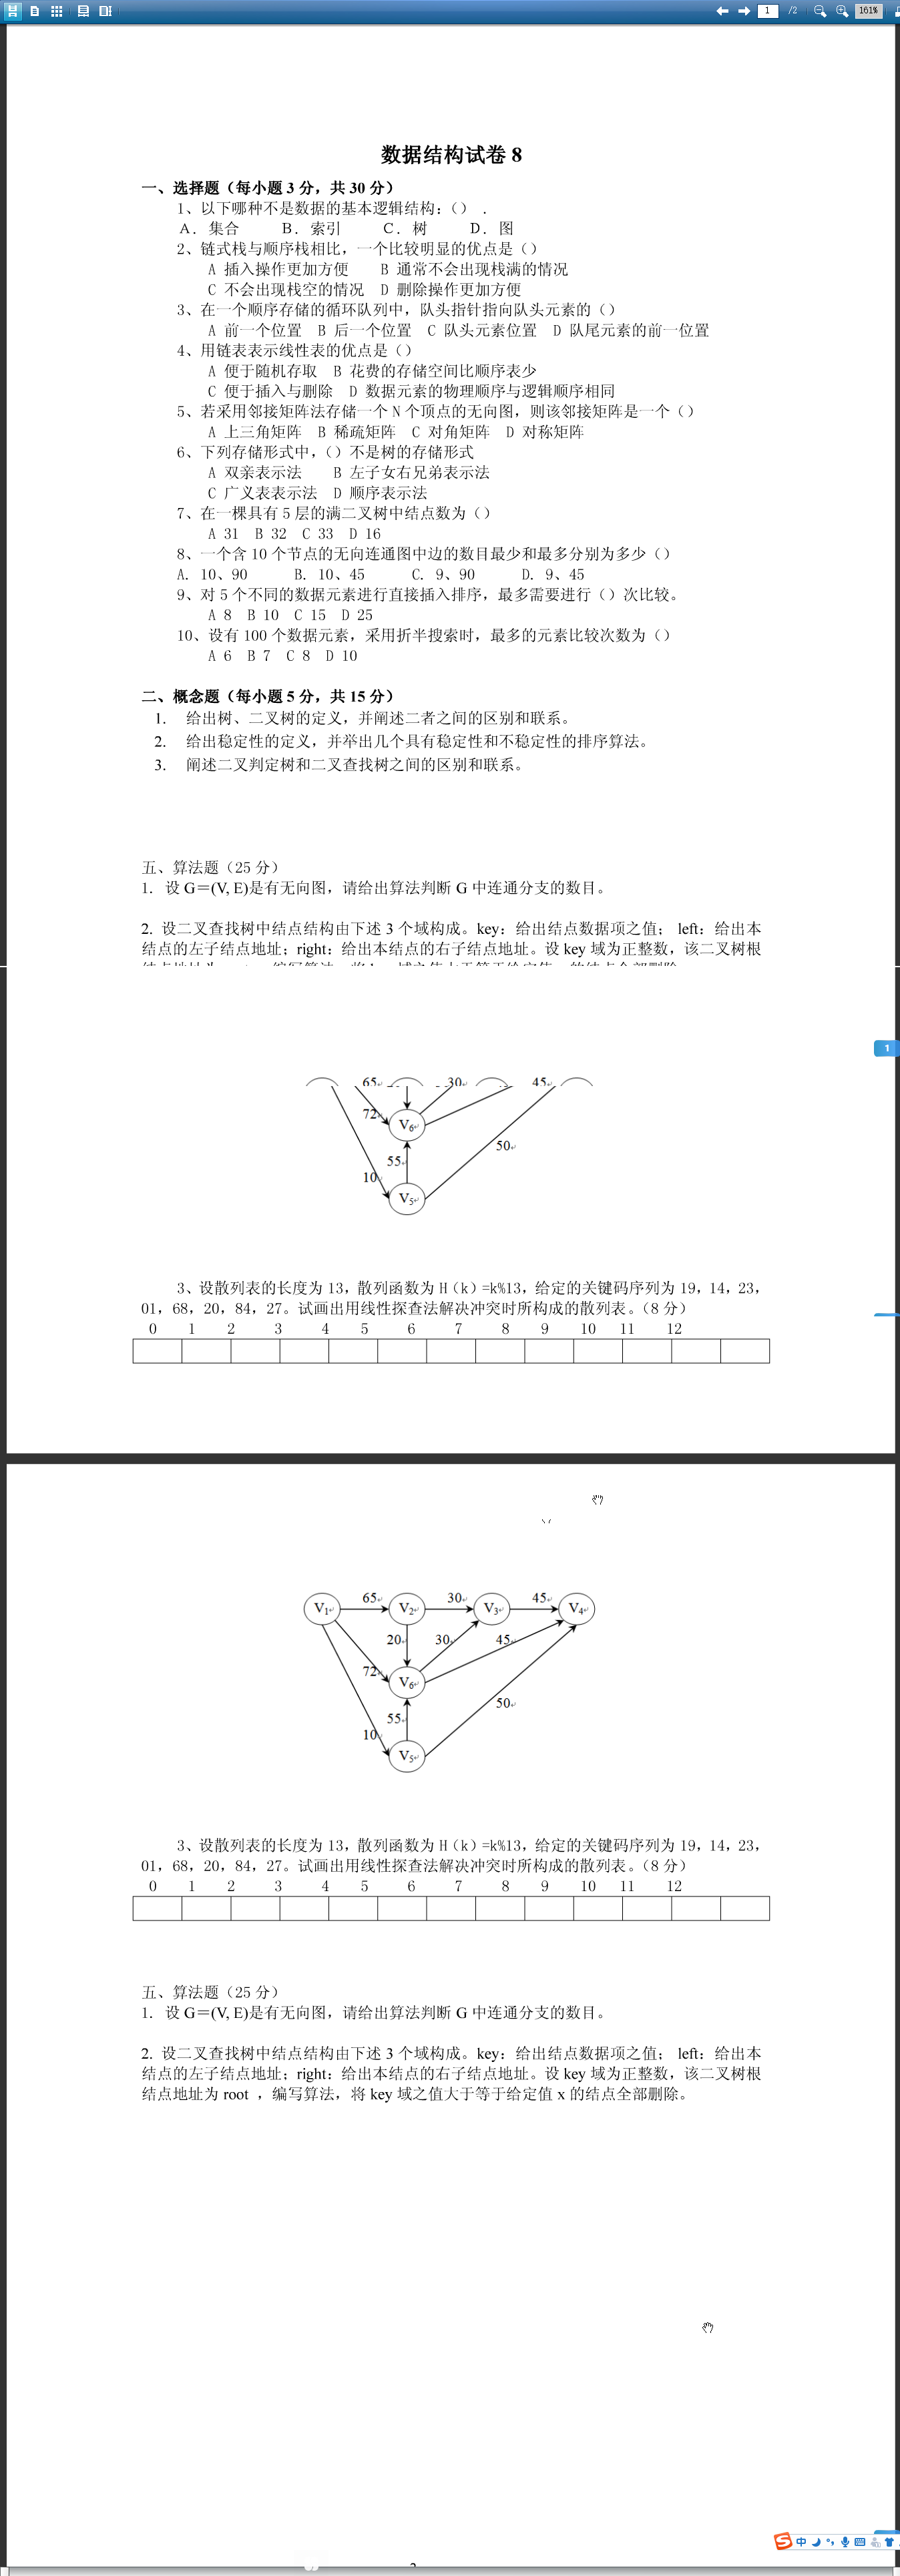 1 /2 161%
数据结构试卷 8
一、选择题（每小题 3 分，共 30 分）
1、以下哪种不是数据的基本逻辑结构：（） .
A. 集合 B. 索引 C. 树 D. 图
2、链式栈与顺序栈相比，一个比较明显的优点是（）
A 插入操作更加方便 B 通常不会出现栈满的情况
C 不会出现栈空的情况 D 删除操作更加方便
3、在一个顺序存储的循环队列中，队头指针指向队头元素的（）
A 前一个位置 B 后一个位置 C 队头元素位置 D 队尾元素的前一位置
4、用链表表示线性表的优点是（）
A 便于随机存取 B 花费的存储空间比顺序表少
C 便于插入与删除 D 数据元素的物理顺序与逻辑顺序相同
5、若采用邻接矩阵法存储一个 N 个顶点的无向图，则该邻接矩阵是一个（）
A 上三角矩阵 B 稀疏矩阵 C 对角矩阵 D 对称矩阵
6、下列存储形式中，（）不是树的存储形式
A 双亲表示法 B 左子女右兄弟表示法
C 广义表表示法 D 顺序表示法
7、在一棵具有 5 层的满二叉树中结点数为（）
A 31 B 32 C 33 D 16
8、一个含 10 个节点的无向连通图中边的数目最少和最多分别为多少（）
A. 10、90 B. 10、45 C. 9、90 D. 9、45
9、对 5 个不同的数据元素进行直接插入排序，最多需要进行（）次比较。
A 8 B 10 C 15 D 25
10、设有 100 个数据元素，采用折半搜索时，最多的元素比较次数为（）
A 6 B 7 C 8 D 10
二、概念题（每小题 5 分，共 15 分）
1. 给出树、二叉树的定义，并阐述二者之间的区别和联系。
2. 给出稳定性的定义，并举出几个具有稳定性和不稳定性的排序算法。
3. 阐述二叉判定树和二叉查找树之间的区别和联系。
五、算法题（25 分）
1. 设 G＝(V, E)是有无向图，请给出算法判断 G 中连通分支的数目。
2. 设二叉查找树中结点结构由下述 3 个域构成。key：给出结点数据项之值； left：给出本
结点的左子结点地址；right：给出本结点的右子结点地址。设 key 域为正整数，该二叉树根
1
65 30 45
72 V6
50
55
10 V5
3、设散列表的长度为 13，散列函数为 H（k）=k%13，给定的关键码序列为 19，14，23，
01，68，20，84，27。试画出用线性探查法解决冲突时所构成的散列表。（8 分）
0 1 2 3 4 5 6 7 8 9 10 11 12
65 30 45
V1 V2 V3 V4
20 30 45
72 V6
50
55
10 V5
3、设散列表的长度为 13，散列函数为 H（k）=k%13，给定的关键码序列为 19，14，23，
01，68，20，84，27。试画出用线性探查法解决冲突时所构成的散列表。（8 分）
0 1 2 3 4 5 6 7 8 9 10 11 12
五、算法题（25 分）
1. 设 G＝(V, E)是有无向图，请给出算法判断 G 中连通分支的数目。
2. 设二叉查找树中结点结构由下述 3 个域构成。key：给出结点数据项之值； left：给出本
结点的左子结点地址；right：给出本结点的右子结点地址。设 key 域为正整数，该二叉树根
结点地址为 root ，编写算法，将 key 域之值大于等于给定值 x 的结点全部删除。
S 中